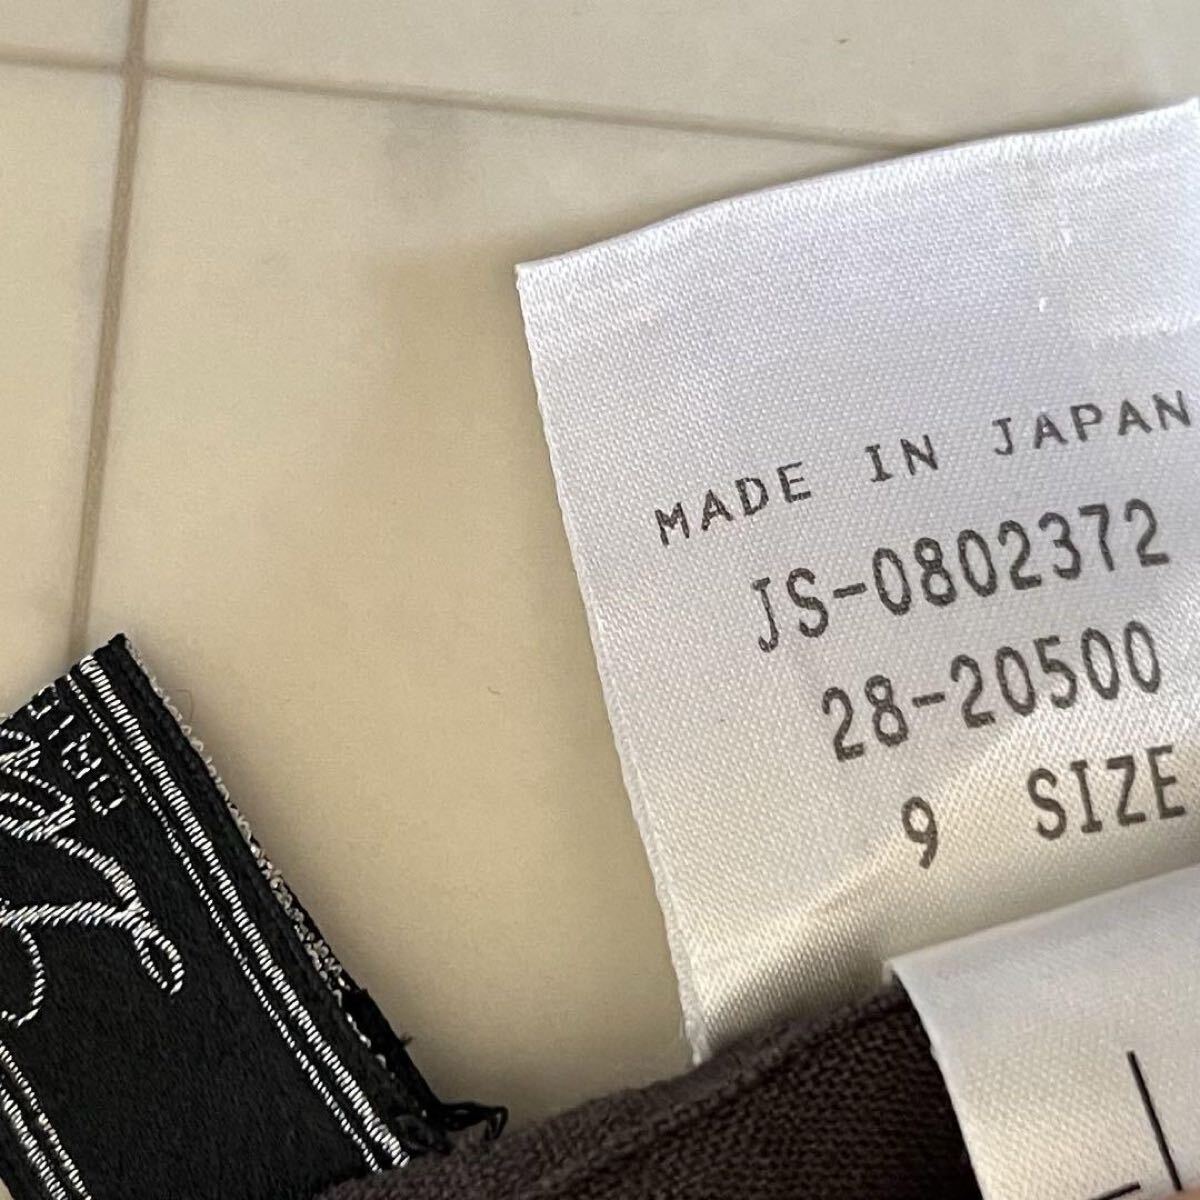 MADE IN JAPAN
JS-0802372
28-20500
9 SIZE